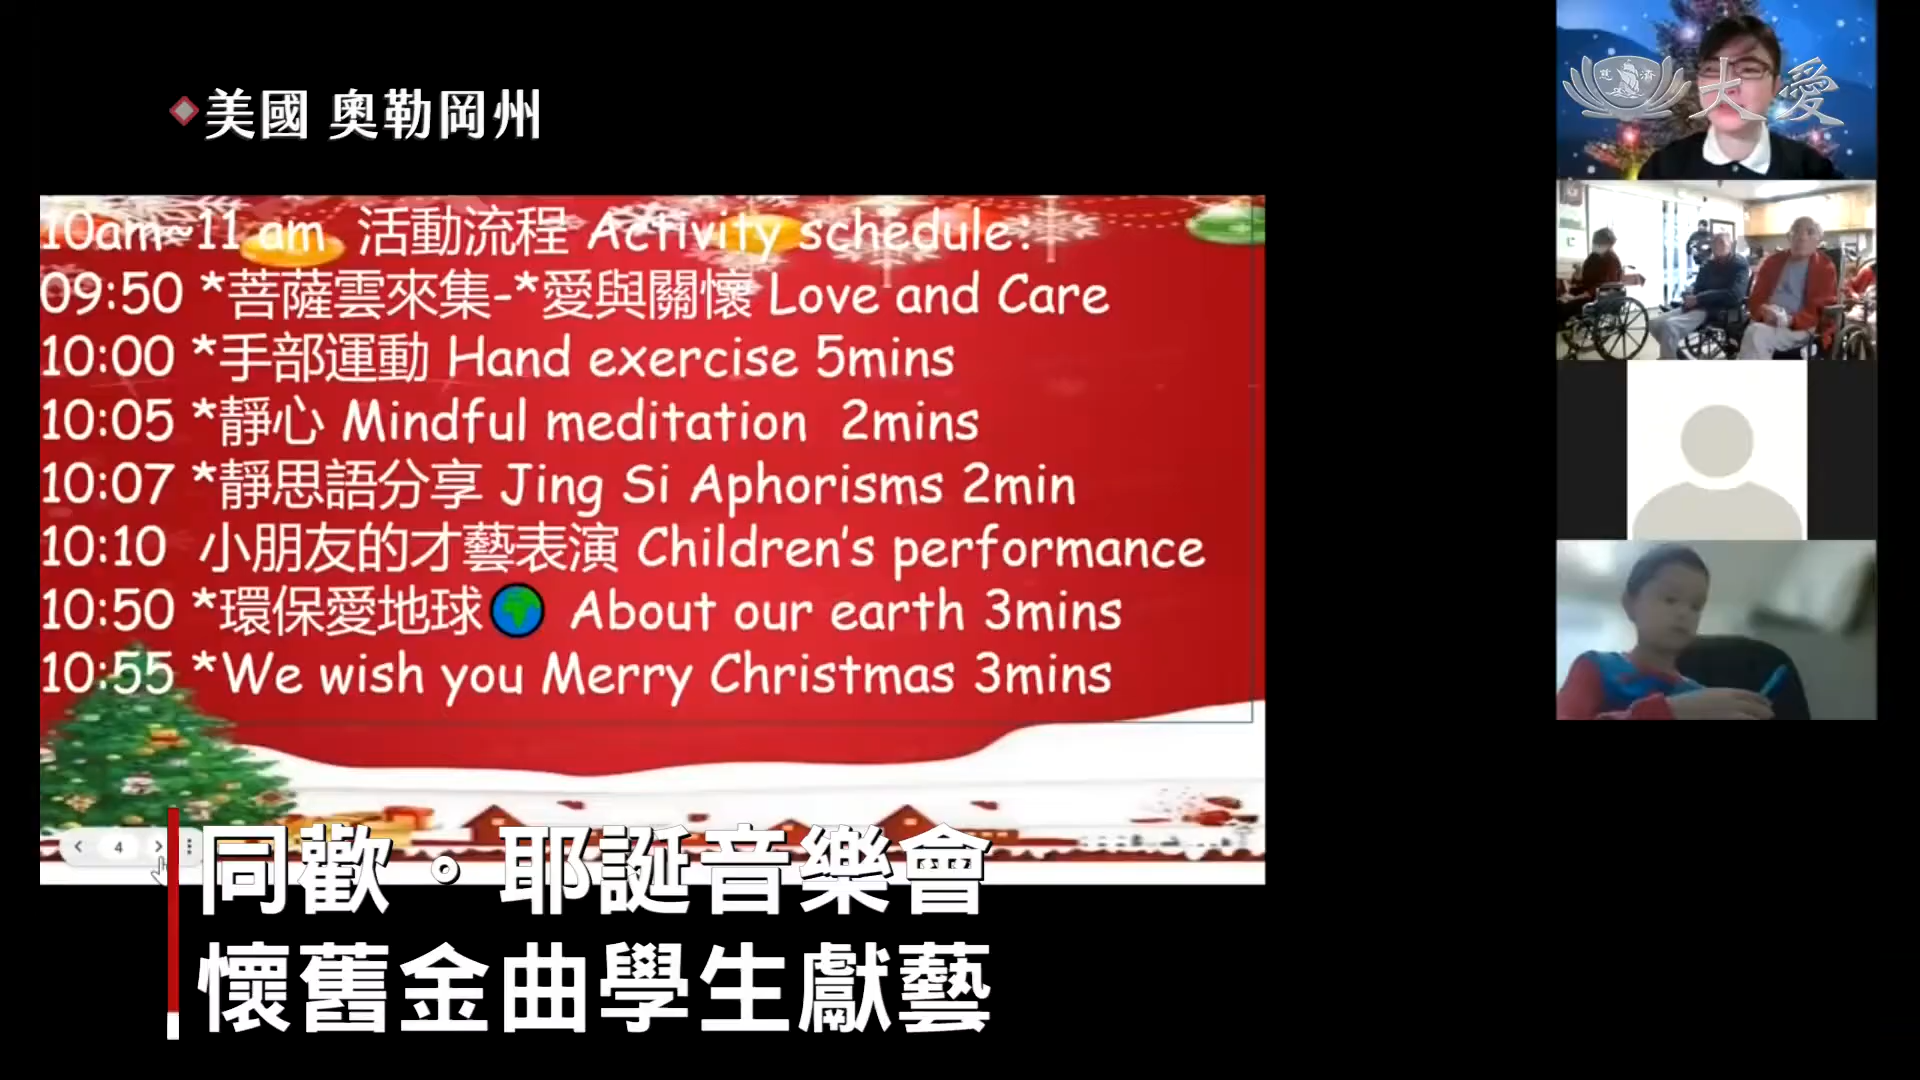 美國 奧勒岡州
慈濟
大愛
10am~11 am 活動流程 Activity schedule:
09:50 *菩薩雲來集-*愛與關懷 Love and Care
10:00 *手部運動 Hand exercise 5mins
10:05 *靜心 Mindful meditation 2mins
10:07 *靜思語分享 Jing Si Aphorisms 2min
10:10 小朋友的才藝表演 Children's performance
10:50 *環保愛地球🌍 About our earth 3mins
10:55 *We wish you Merry Christmas 3mins
4
同歡。耶誕音樂會
懷舊金曲學生獻藝